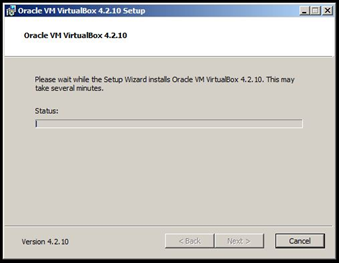 Oracle VM VirtualBox 4.2.10 Setup
Oracle VM VirtualBox 4.2.10
Please wait while the Setup Wizard installs Oracle VM VirtualBox 4.2.10. This may
take several minutes.
Status:
Version 4.2.10
< Back
Next >
Cancel